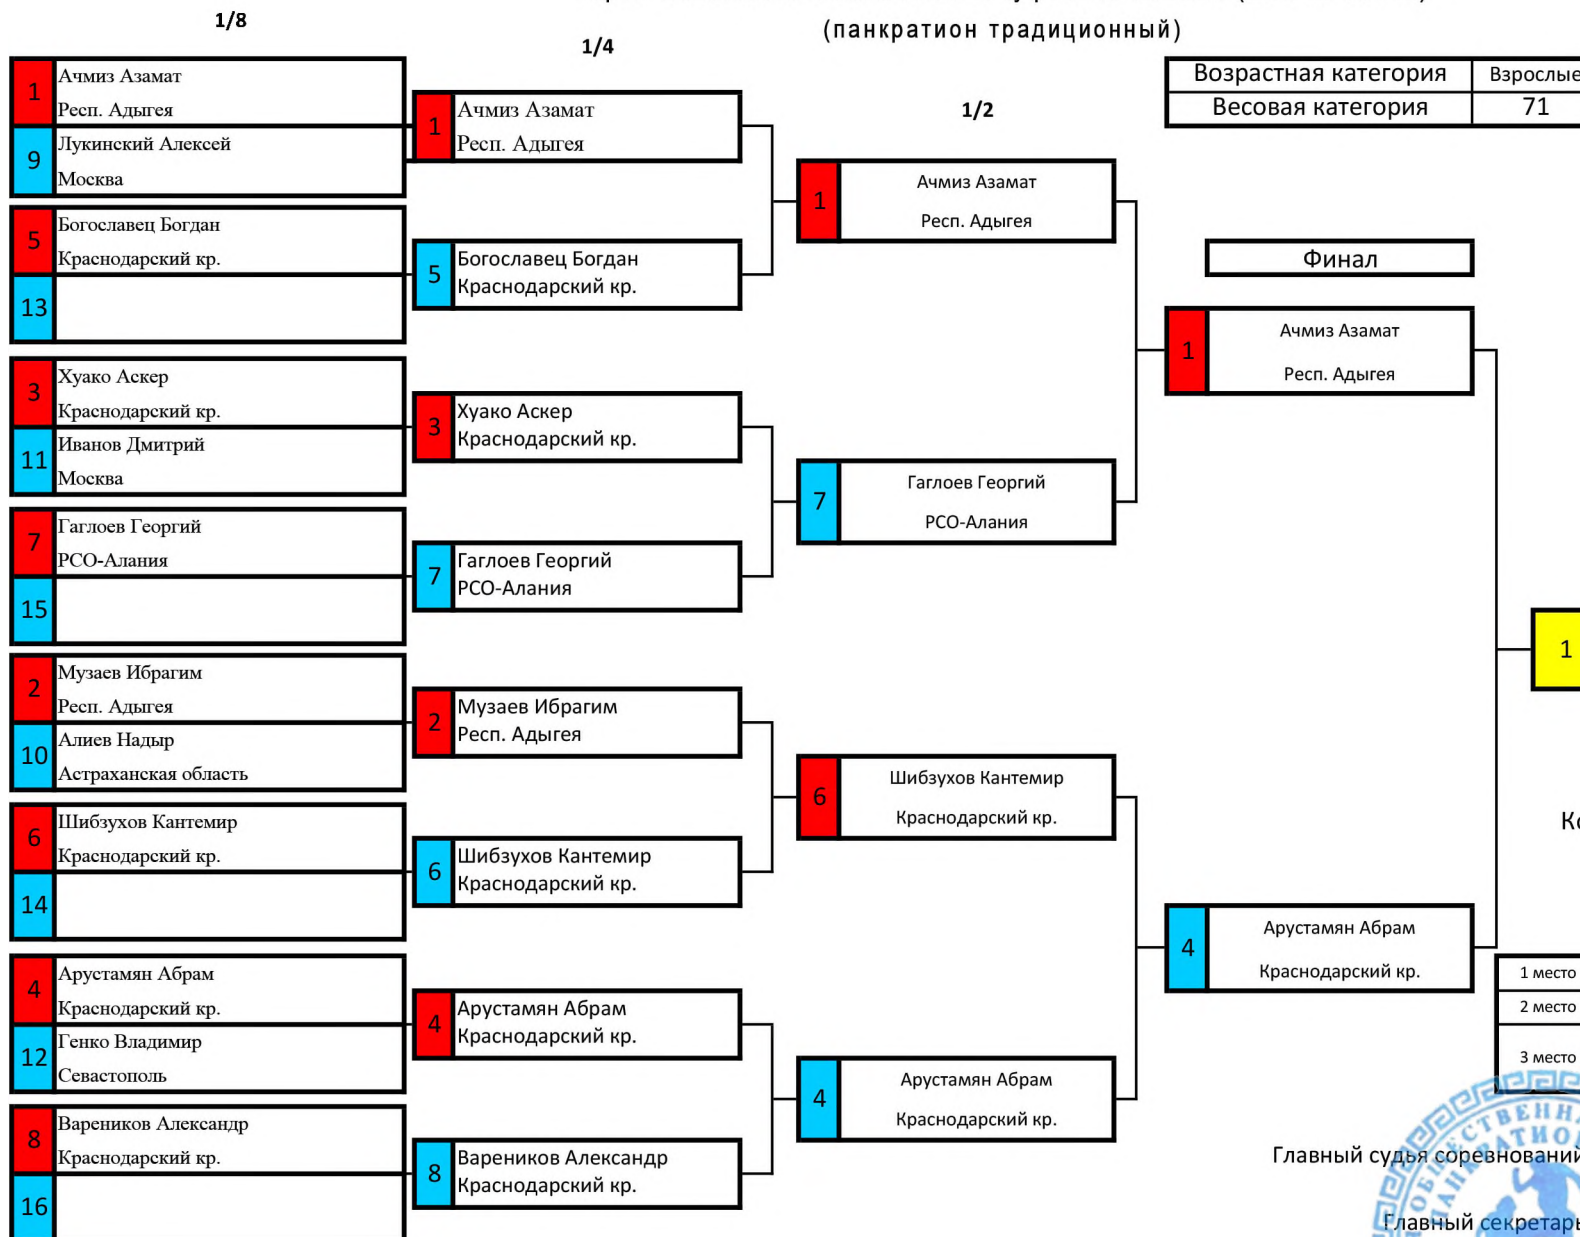 1/8
1/4
(панкратион традиционный)
1/2
Возрастная категория Взрослые
Весовая категория 71
1 Ачмиз Азамат
Респ. Адыгея
9 Лукинский Алексей
Москва
5 Богославец Богдан
Краснодарский кр.
13
3 Хуако Аскер
Краснодарский кр.
11 Иванов Дмитрий
Москва
7 Гаглоев Георгий
РСО-Алания
15
2 Музаев Ибрагим
Респ. Адыгея
10 Алиев Надыр
Астраханская область
6 Шибзухов Кантемир
Краснодарский кр.
14
4 Арустамян Абрам
Краснодарский кр.
12 Генко Владимир
Севастополь
8 Вареников Александр
Краснодарский кр.
16
1 Ачмиз Азамат
Респ. Адыгея
5 Богославец Богдан
Краснодарский кр.
3 Хуако Аскер
Краснодарский кр.
7 Гаглоев Георгий
РСО-Алания
2 Музаев Ибрагим
Респ. Адыгея
6 Шибзухов Кантемир
Краснодарский кр.
4 Арустамян Абрам
Краснодарский кр.
8 Вареников Александр
Краснодарский кр.
1 Ачмиз Азамат
Респ. Адыгея
7 Гаглоев Георгий
РСО-Алания
6 Шибзухов Кантемир
Краснодарский кр.
4 Арустамян Абрам
Краснодарский кр.
Финал
1 Ачмиз Азамат
Респ. Адыгея
4 Арустамян Абрам
Краснодарский кр.
1
Ко
1 место
2 место
3 место
Главный судья соревнований
Главный секретарь